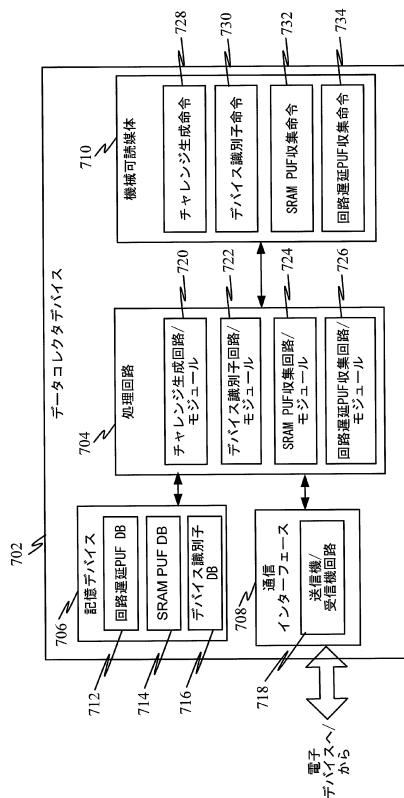 データコレクタデバイス
702
記憶デバイス
706
回路遅延PUF DB
712
SRAM PUF DB
714
デバイス識別子
DB
716
通信
インターフェース
708
送信機/
受信機回路
718
電子
デバイスへ/
から
処理回路
704
チャレンジ生成回路/
モジュール
720
デバイス識別子回路/
モジュール
722
SRAM PUF収集回路/
モジュール
724
回路遅延PUF収集回路/
モジュール
726
機械可読媒体
710
チャレンジ生成命令
728
デバイス識別子命令
730
SRAM PUF収集命令
732
回路遅延PUF収集命令
734